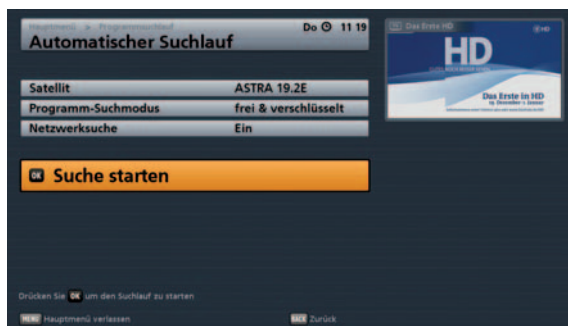 Hauptmenü > Programmsuchlauf
Do 11 19
Automatischer Suchlauf
Das Erste HD
HD
Das Erste in HD
Satellit ASTRA 19.2E
Programm-Suchmodus frei & verschlüsselt
Netzwerksuche Ein
OK Suche starten
Drücken Sie OK um den Suchlauf zu starten
MENU Hauptmenü verlassen
BACK Zurück